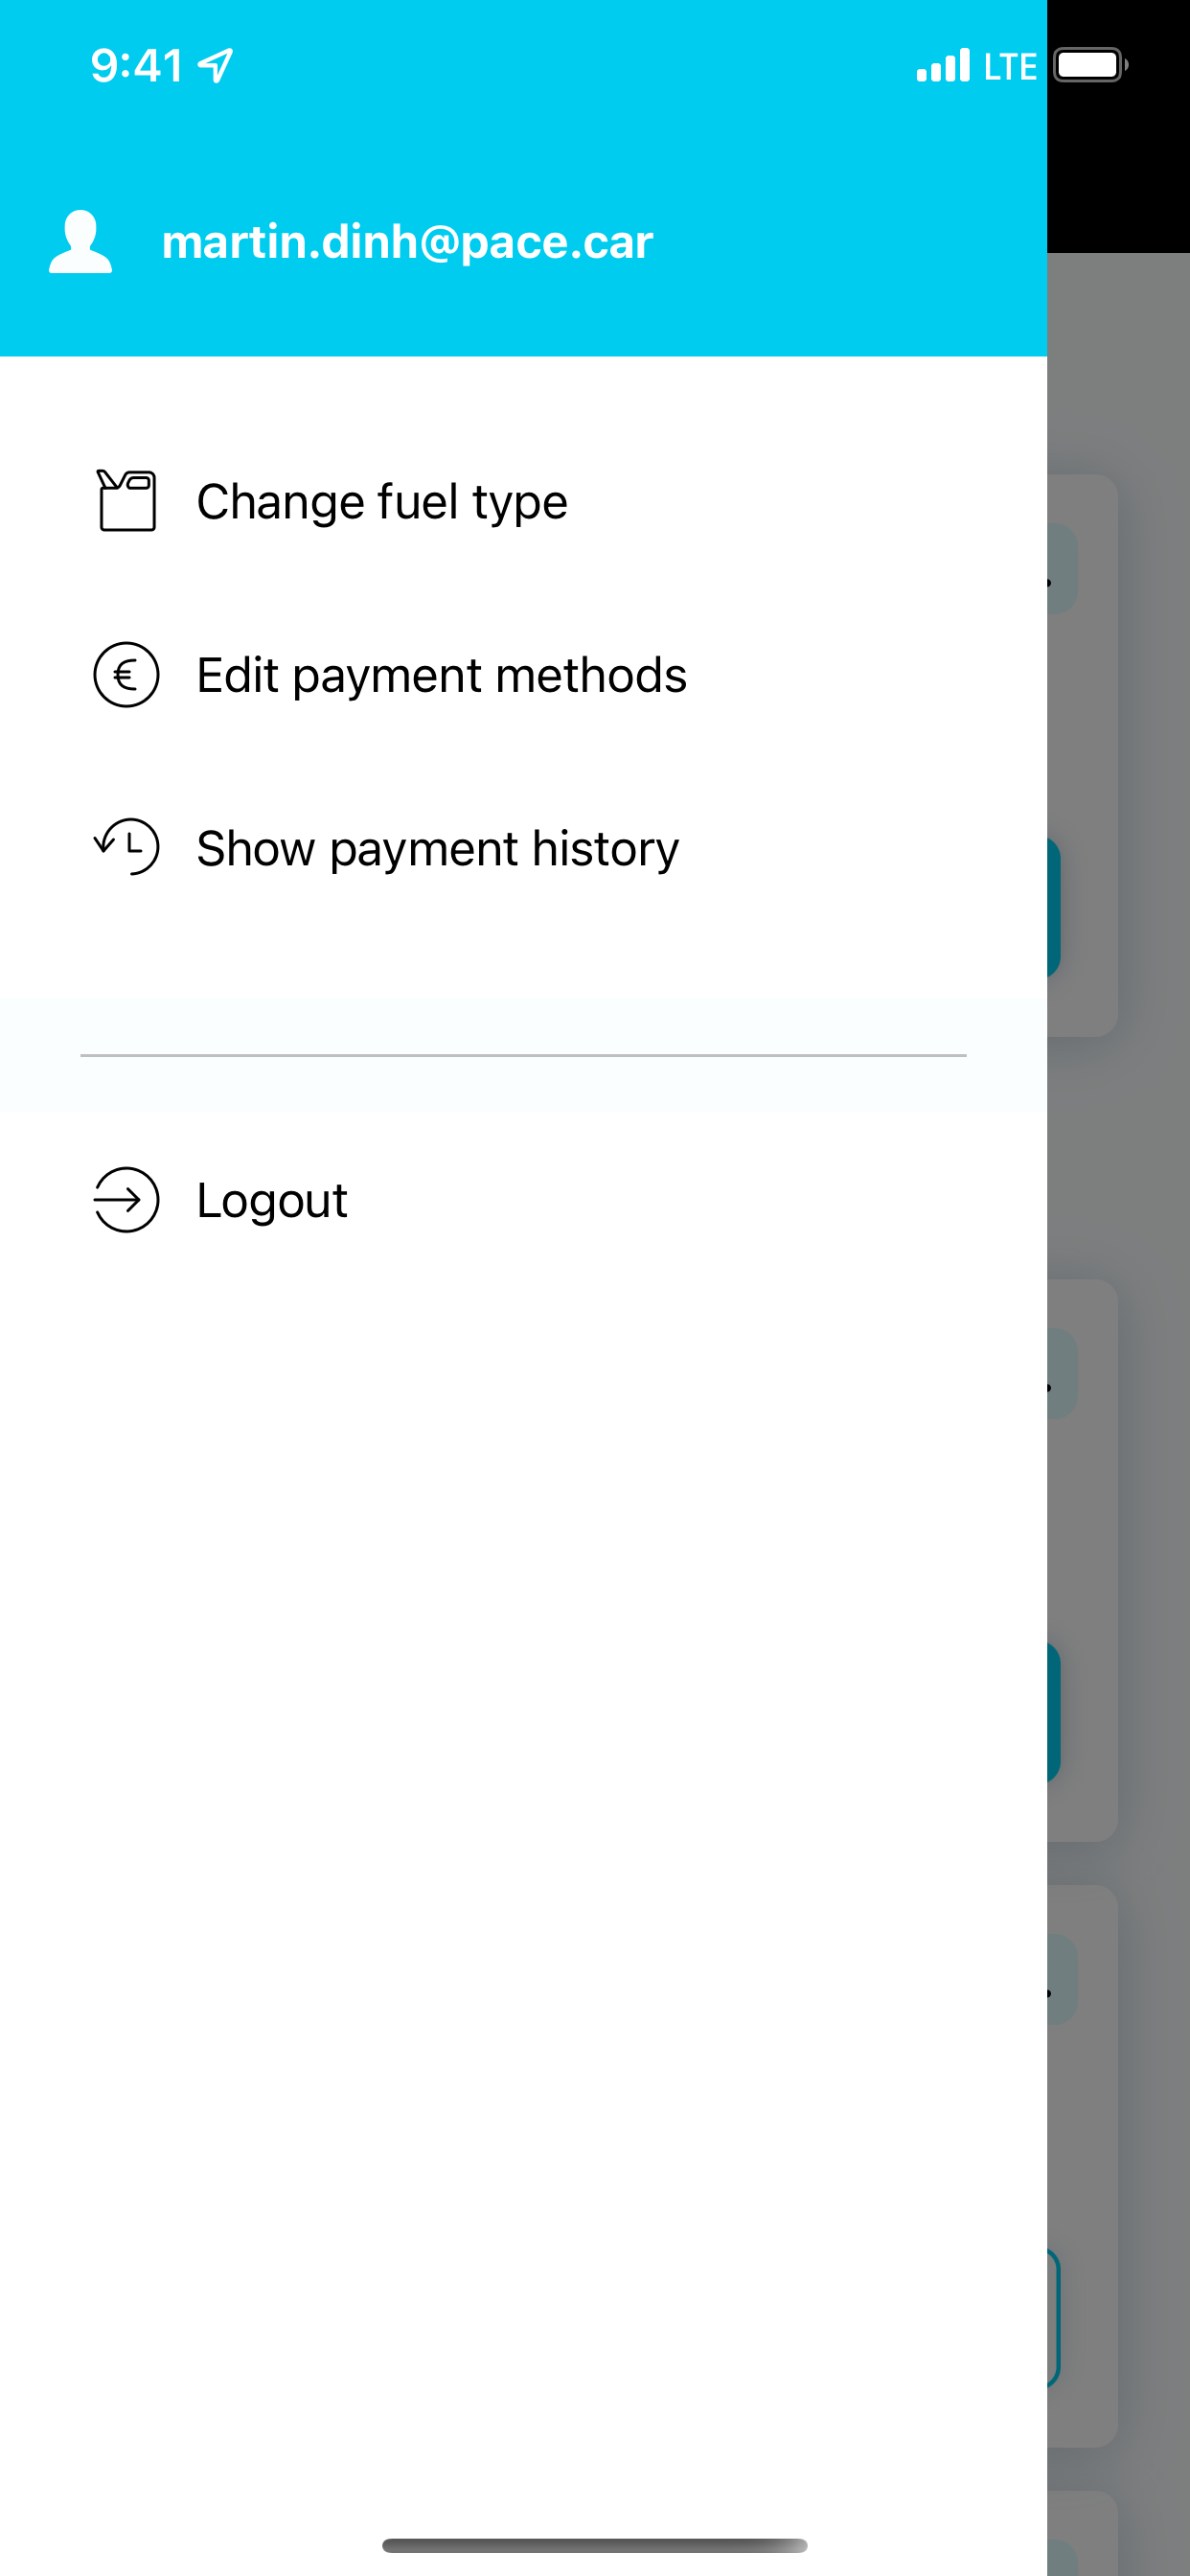 9:41
LTE
martin.dinh@pace.car
Change fuel type
Edit payment methods
Show payment history
Logout